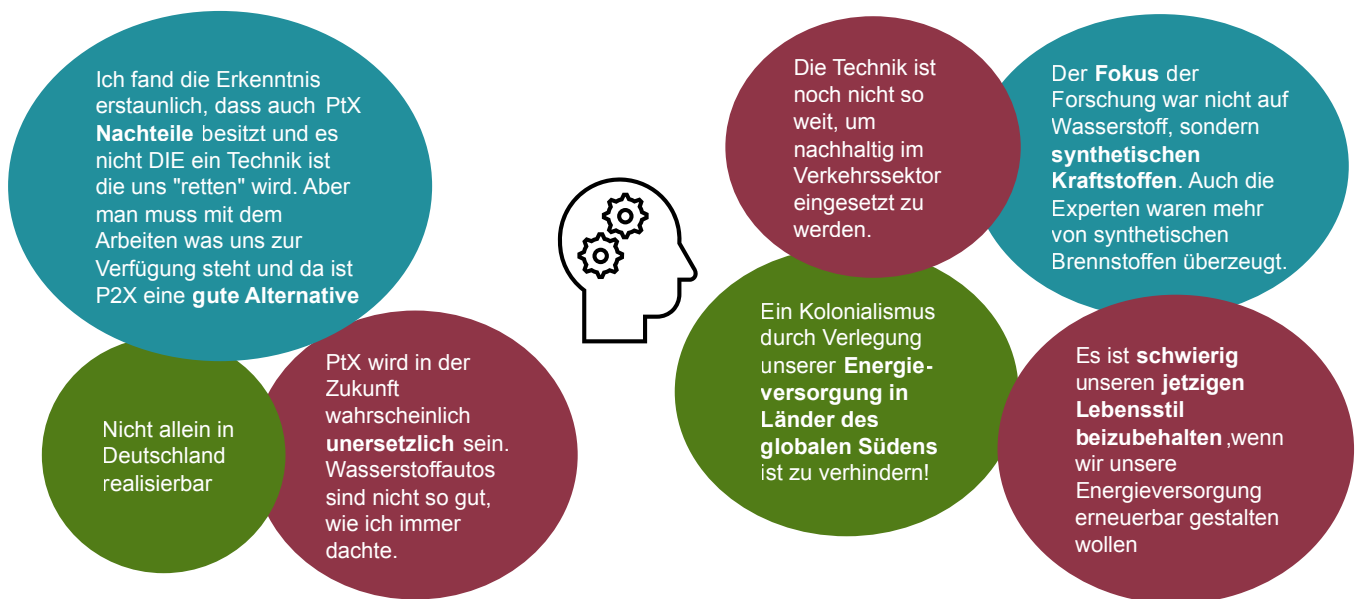 Ich fand die Erkenntnis
erstaunlich, dass auch PtX
Nachteile besitzt und es
nicht DIE ein Technik ist
die uns "retten" wird. Aber
man muss mit dem
Arbeiten was uns zur
Verfügung steht und da ist
P2X eine gute Alternative
Nicht allein in
Deutschland
realisierbar
PtX wird in der
Zukunft
wahrscheinlich
unersetzlich sein.
Wasserstoffautos
sind nicht so gut,
wie ich immer
dachte.
Die Technik ist
noch nicht so
weit, um
nachhaltig im
Verkehrssektor
eingesetzt zu
werden.
Der Fokus der
Forschung war nicht auf
Wasserstoff, sondern
synthetischen
Kraftstoffen. Auch die
Experten waren mehr
von synthetischen
Brennstoffen überzeugt.
Ein Kolonialismus
durch Verlegung
unserer Energie-
versorgung in
Länder des
globalen Südens
ist zu verhindern!
Es ist schwierig
unseren jetzigen
Lebensstil
beizubehalten ,wenn
wir unsere
Energieversorgung
erneuerbar gestalten
wollen